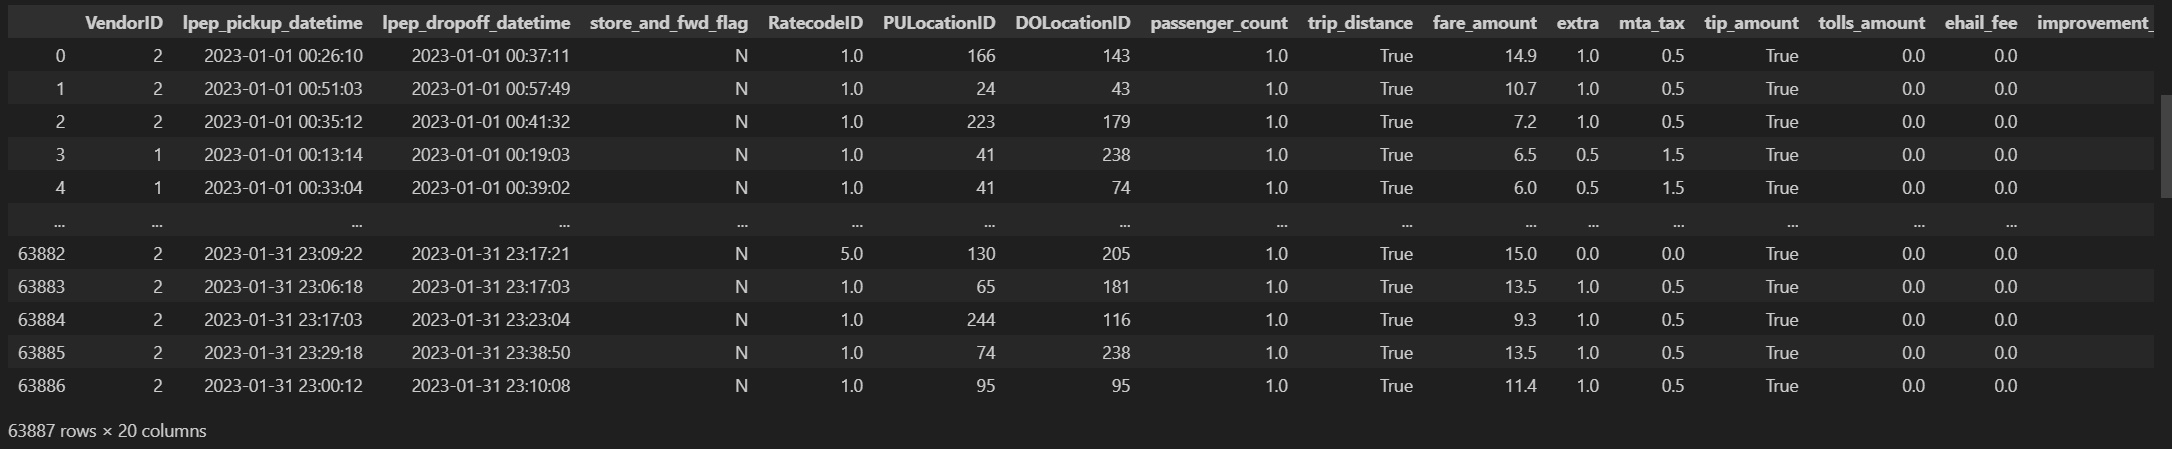 VendorID lpep_pickup_datetime lpep_dropoff_datetime store_and_fwd_flag RatecodeID PULocationID DOLocationID passenger_count trip_distance fare_amount extra mta_tax tip_amount tolls_amount ehail_fee improvement_
0 2 2023-01-01 00:26:10 2023-01-01 00:37:11 N 1.0 166 143 1.0 True 14.9 1.0 0.5 True 0.0 0.0
1 2 2023-01-01 00:51:03 2023-01-01 00:57:49 N 1.0 24 43 1.0 True 10.7 1.0 0.5 True 0.0 0.0
2 2 2023-01-01 00:35:12 2023-01-01 00:41:32 N 1.0 223 179 1.0 True 7.2 1.0 0.5 True 0.0 0.0
3 1 2023-01-01 00:13:14 2023-01-01 00:19:03 N 1.0 41 238 1.0 True 6.5 0.5 1.5 True 0.0 0.0
4 1 2023-01-01 00:33:04 2023-01-01 00:39:02 N 1.0 41 74 1.0 True 6.0 0.5 1.5 True 0.0 0.0
... ... ... ... ... ... ... ... ... ... ... ... ... ... ... ...
63882 2 2023-01-31 23:09:22 2023-01-31 23:17:21 N 5.0 130 205 1.0 True 15.0 0.0 0.0 True 0.0 0.0
63883 2 2023-01-31 23:06:18 2023-01-31 23:17:03 N 1.0 65 181 1.0 True 13.5 1.0 0.5 True 0.0 0.0
63884 2 2023-01-31 23:17:03 2023-01-31 23:23:04 N 1.0 244 116 1.0 True 9.3 1.0 0.5 True 0.0 0.0
63885 2 2023-01-31 23:29:18 2023-01-31 23:38:50 N 1.0 74 238 1.0 True 13.5 1.0 0.5 True 0.0 0.0
63886 2 2023-01-31 23:00:12 2023-01-31 23:10:08 N 1.0 95 95 1.0 True 11.4 1.0 0.5 True 0.0 0.0
63887 rows × 20 columns